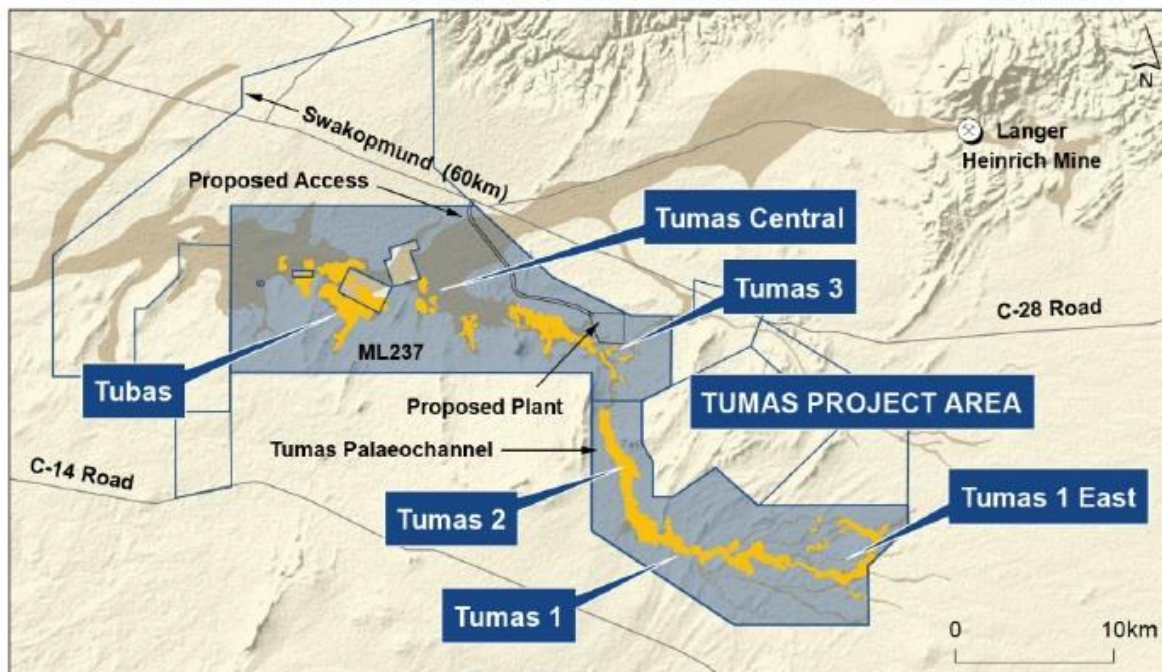 N
Swakopmund (60km)
Langer
Heinrich Mine
Proposed Access
Tumas Central
Tumas 3
C-28 Road
ML237
Tubas
Proposed Plant
TUMAS PROJECT AREA
Tumas Palaeochannel
C-14 Road
Tumas 2
Tumas 1 East
Tumas 1
0
10km